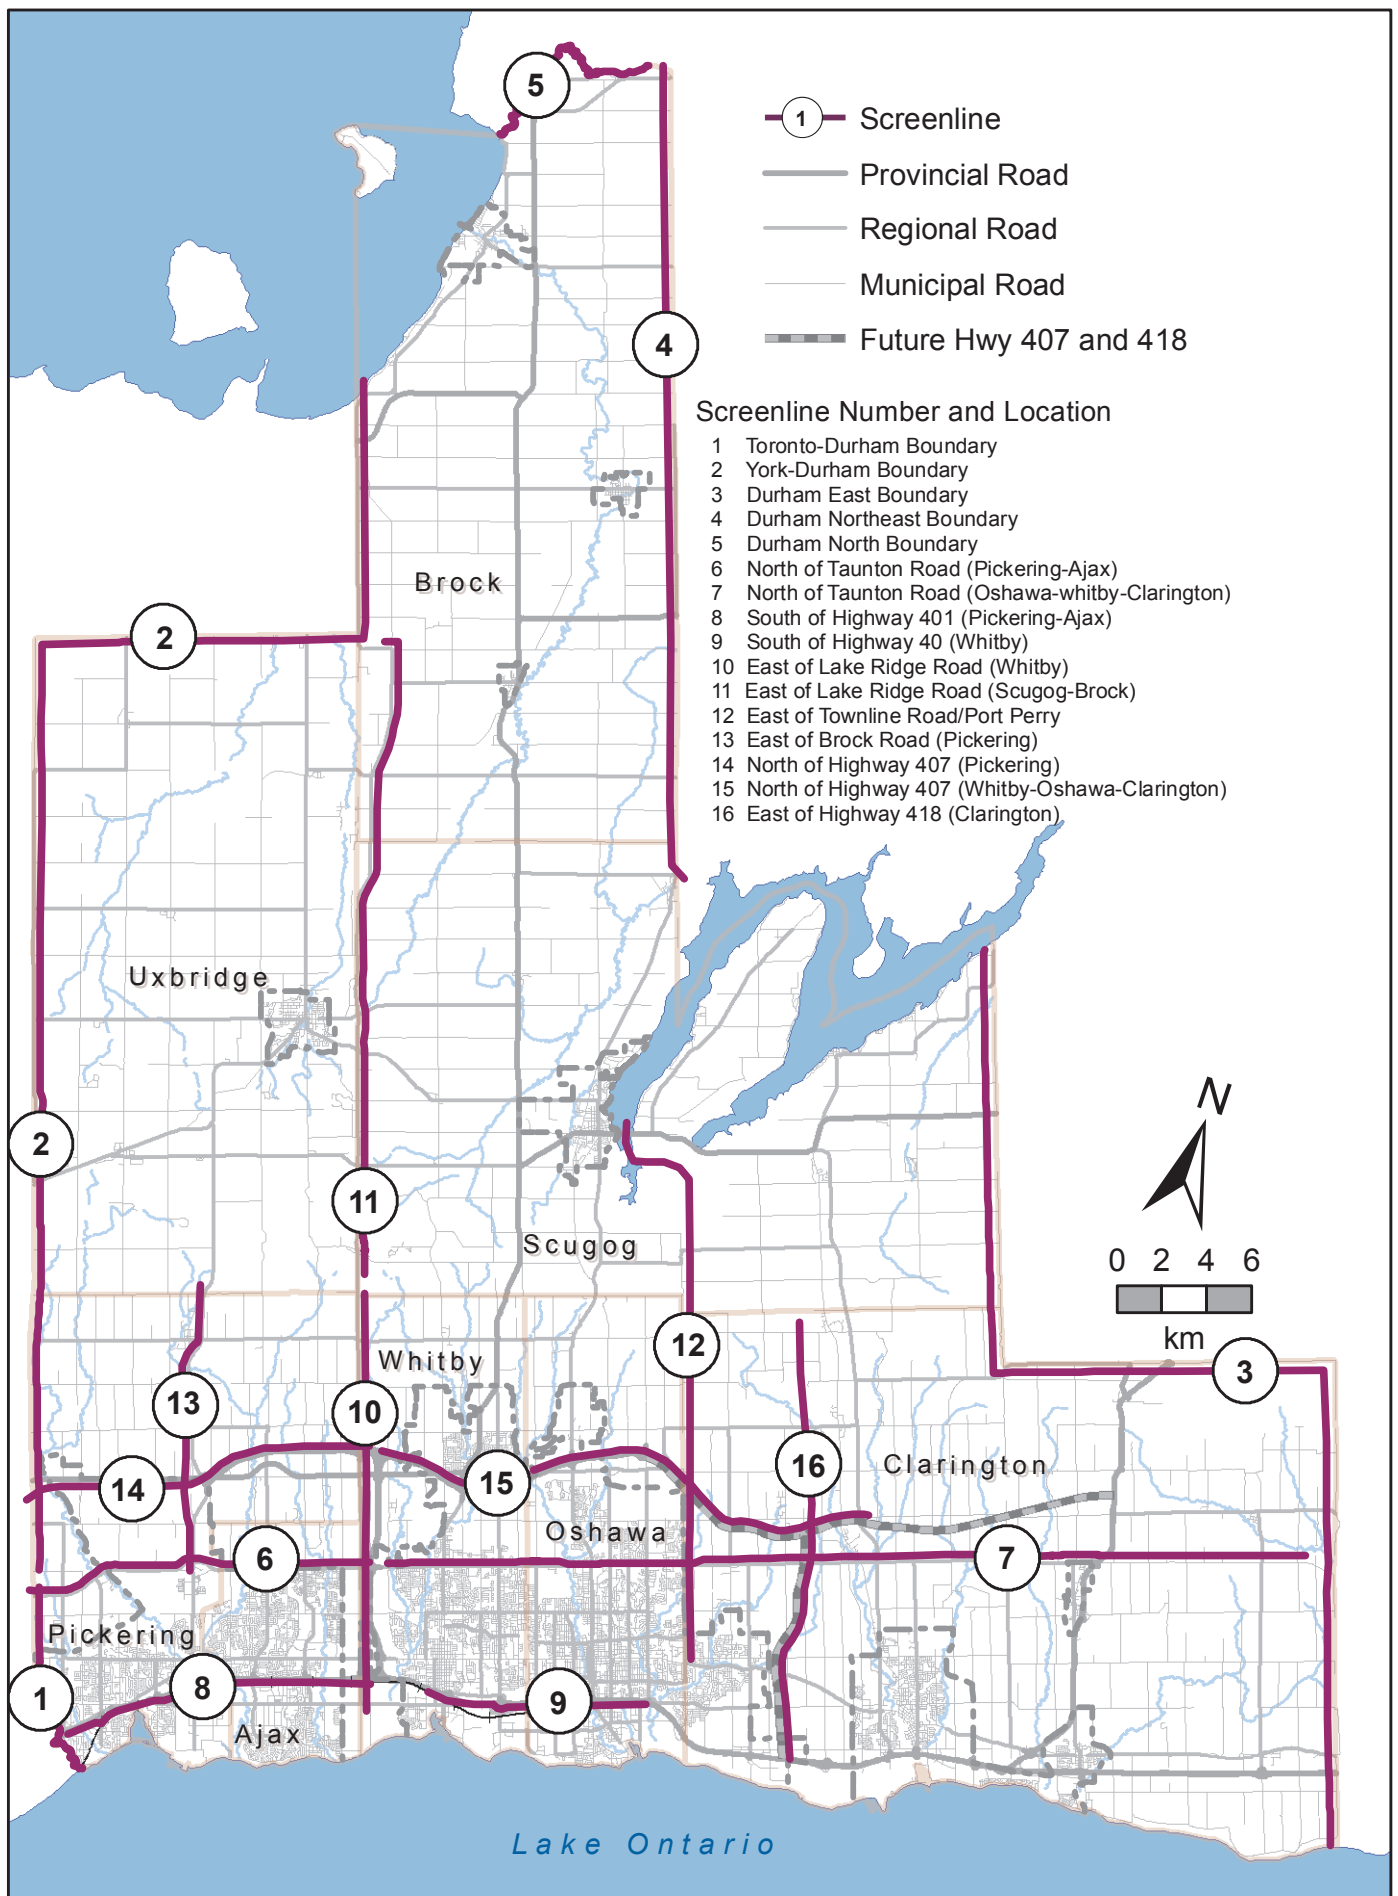 5
1 Screenline
Provincial Road
Regional Road
Municipal Road
4
Future Hwy 407 and 418
Screenline Number and Location
1 Toronto-Durham Boundary
2 York-Durham Boundary
3 Durham East Boundary
4 Durham Northeast Boundary
5 Durham North Boundary
6 North of Taunton Road (Pickering-Ajax)
7 North of Taunton Road (Oshawa-whitby-Clarington)
8 South of Highway 401 (Pickering-Ajax)
9 South of Highway 40 (Whitby)
10 East of Lake Ridge Road (Whitby)
11 East of Lake Ridge Road (Scugog-Brock)
12 East of Townline Road/Port Perry
13 East of Brock Road (Pickering)
14 North of Highway 407 (Pickering)
15 North of Highway 407 (Whitby-Oshawa-Clarington)
16 East of Highway 418 (Clarington)
Brock
2
Uxbridge
N
2
11
Scugog
0 2 4 6
km
12
Whitby
3
13
10
16
Clarington
14
15
Oshawa
6
7
Pickering
8
1
9
Ajax
Lake Ontario